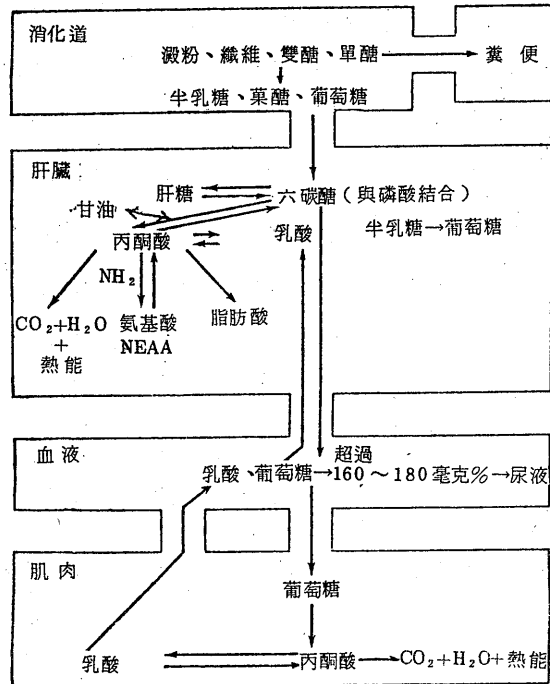 消化道
澱粉、纖維、雙醣、單醣→糞便
半乳糖、菓醣、葡萄糖
肝臟
肝糖 六碳醣(與磷酸結合)
甘油
丙酮酸 乳酸 半乳糖→葡萄糖
NH₂
CO₂+H₂O 氨基酸 脂肪酸
+ NEAA
熱能
血液
超過
乳酸、葡萄糖→160～180毫克%→尿液
肌肉
葡萄糖
乳酸 丙酮酸→CO₂+H₂O+熱能